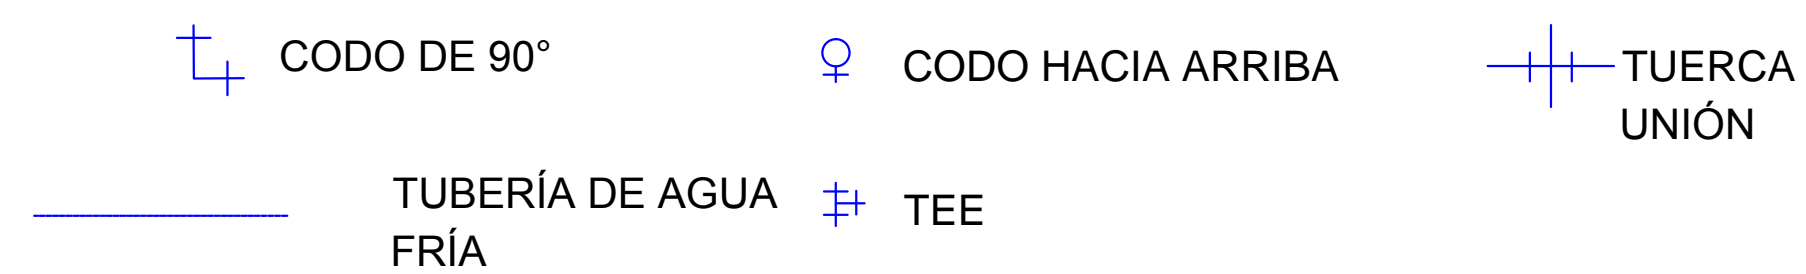 CODO DE 90°
CODO HACIA ARRIBA
TUERCA
UNIÓN
TUBERÍA DE AGUA
FRÍA
TEE